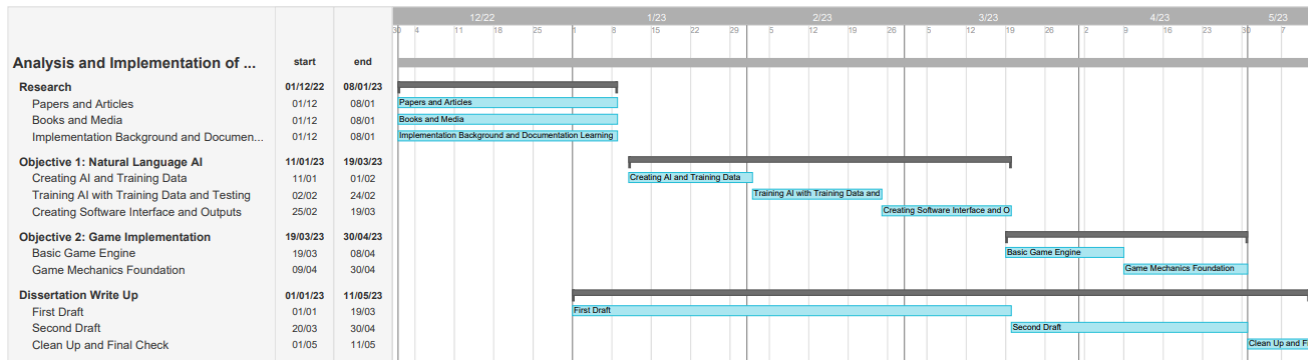 12/22 1/23 2/23 3/23 4/23 5/23
30 4 11 18 25 1 8 15 22 29 5 12 19 26 5 12 19 26 2 9 16 23 30 7
Analysis and Implementation of ... start end
Research 01/12/22 08/01/23
Papers and Articles 01/12 08/01 Papers and Articles
Books and Media 01/12 08/01 Books and Media
Implementation Background and Documen... 01/12 08/01 Implementation Background and Documentation Learning
Objective 1: Natural Language AI 11/01/23 19/03/23
Creating AI and Training Data 11/01 01/02 Creating AI and Training Data
Training AI with Training Data and Testing 02/02 24/02 Training AI with Training Data and
Creating Software Interface and Outputs 25/02 19/03 Creating Software Interface and O
Objective 2: Game Implementation 19/03/23 30/04/23
Basic Game Engine 19/03 08/04 Basic Game Engine
Game Mechanics Foundation 09/04 30/04 Game Mechanics Foundation
Dissertation Write Up 01/01/23 11/05/23
First Draft 01/01 19/03 First Draft
Second Draft 20/03 30/04 Second Draft
Clean Up and Final Check 01/05 11/05 Clean Up and F